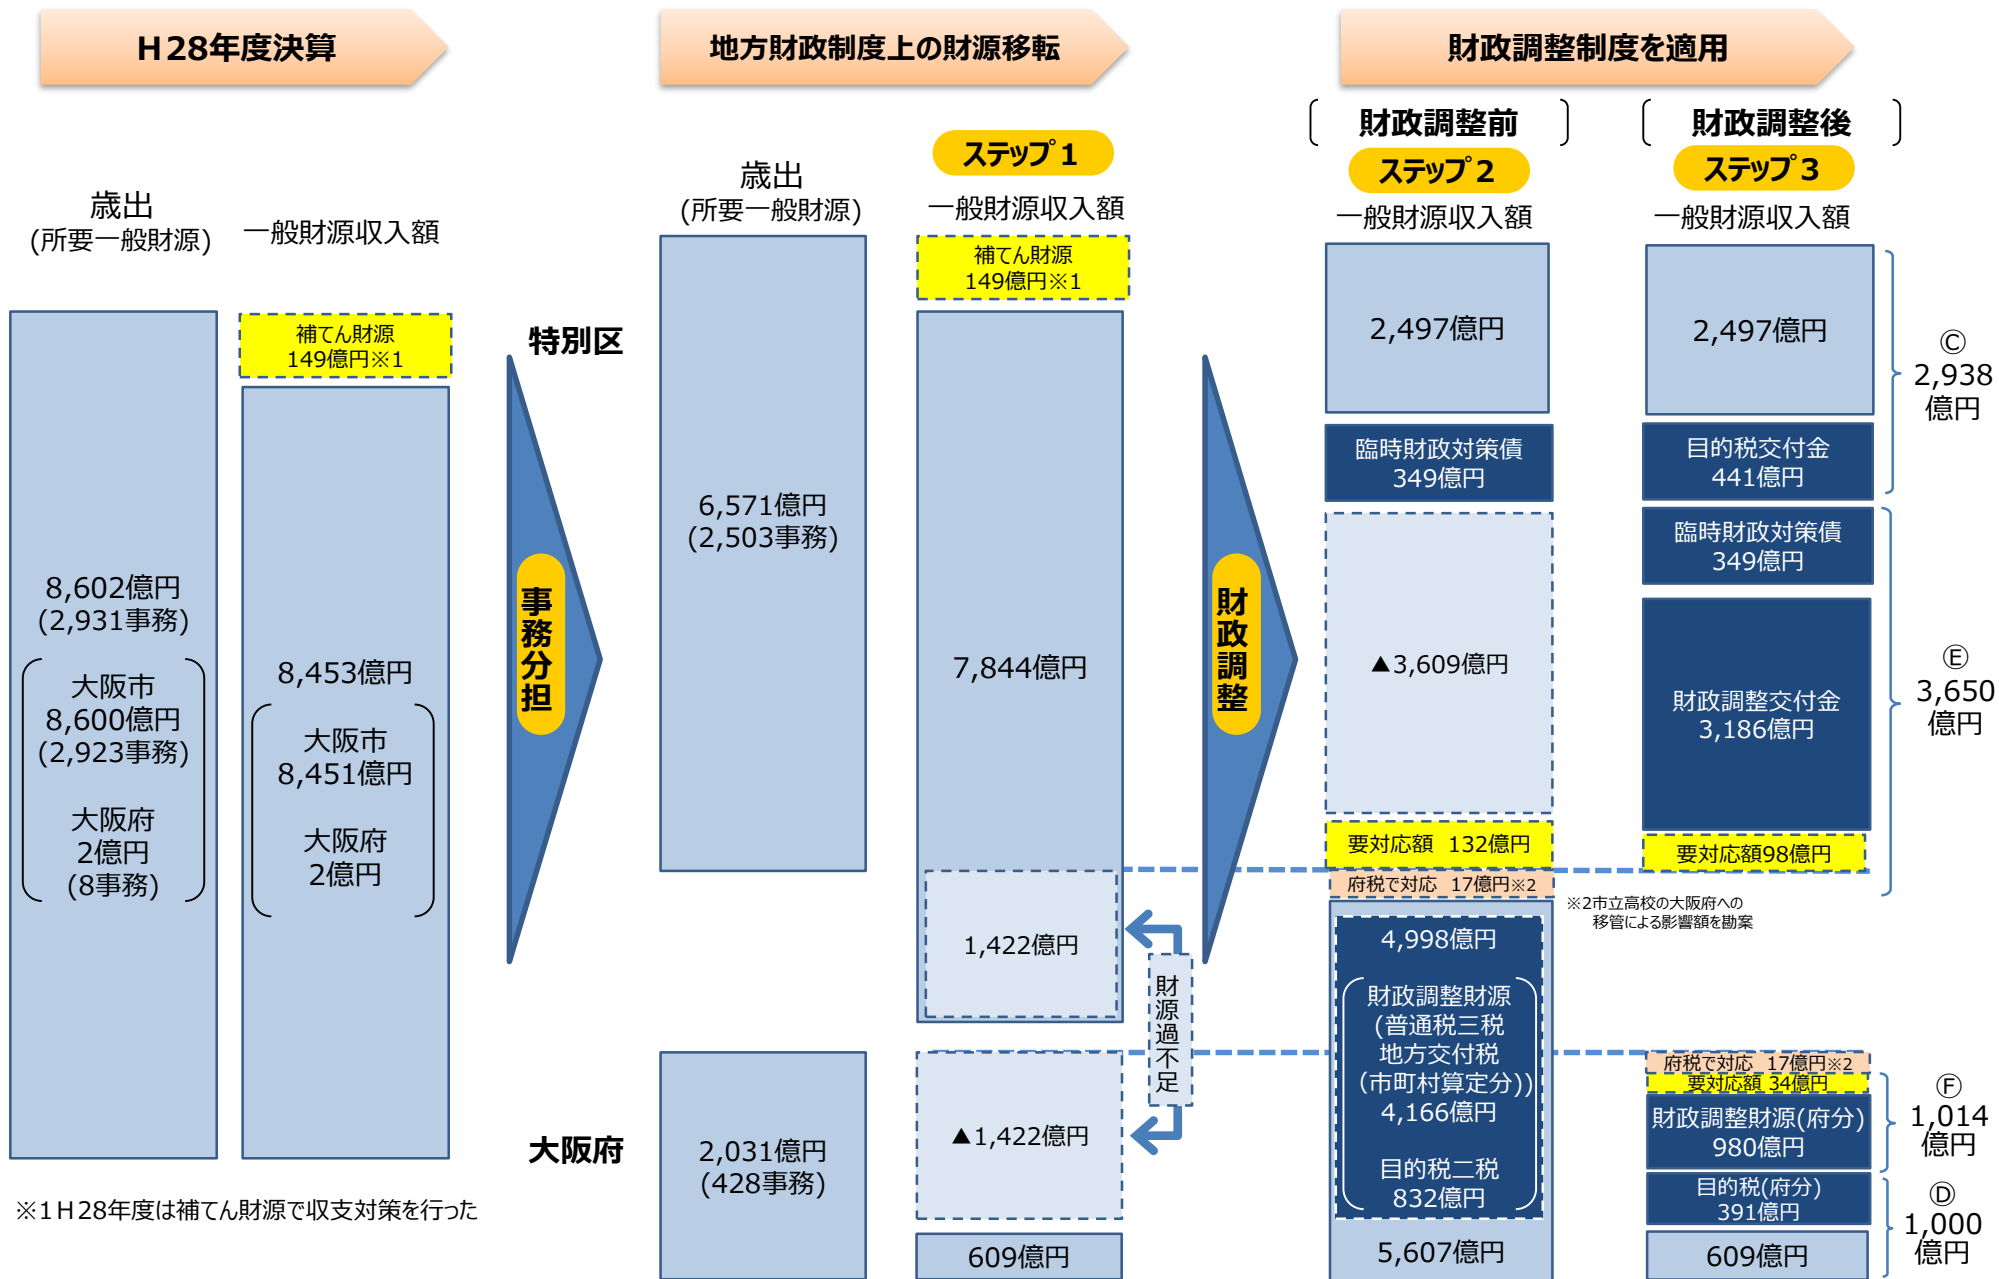 H28年度決算
地方財政制度上の財源移転
財政調整制度を適用
財政調整前
財政調整後
ステップ1
ステップ2
ステップ3
歳出
(所要一般財源)
一般財源収入額
歳出
(所要一般財源)
一般財源収入額
一般財源収入額
一般財源収入額
補てん財源
149億円※1
8,602億円
(2,931事務)
大阪市
8,600億円
(2,923事務)
大阪府
2億円
(8事務)
8,453億円
大阪市
8,451億円
大阪府
2億円
※1H28年度は補てん財源で収支対策を行った
特別区
事務分担
大阪府
6,571億円
(2,503事務)
2,031億円
(428事務)
補てん財源
149億円※1
7,844億円
1,422億円
▲1,422億円
609億円
財源過不足
財政調整
2,497億円
臨時財政対策債
349億円
▲3,609億円
要対応額 132億円
府税で対応 17億円※2
4,998億円
財政調整財源
(普通税三税
地方交付税
(市町村算定分))
4,166億円
目的税二税
832億円
5,607億円
2,497億円
目的税交付金
441億円
臨時財政対策債
349億円
財政調整交付金
3,186億円
要対応額98億円
※2市立高校の大阪府への
移管による影響額を勘案
府税で対応 17億円※2
要対応額 34億円
財政調整財源(府分)
980億円
目的税(府分)
391億円
609億円
Ⓒ
2,938
億円
Ⓔ
3,650
億円
Ⓕ
1,014
億円
Ⓓ
1,000
億円